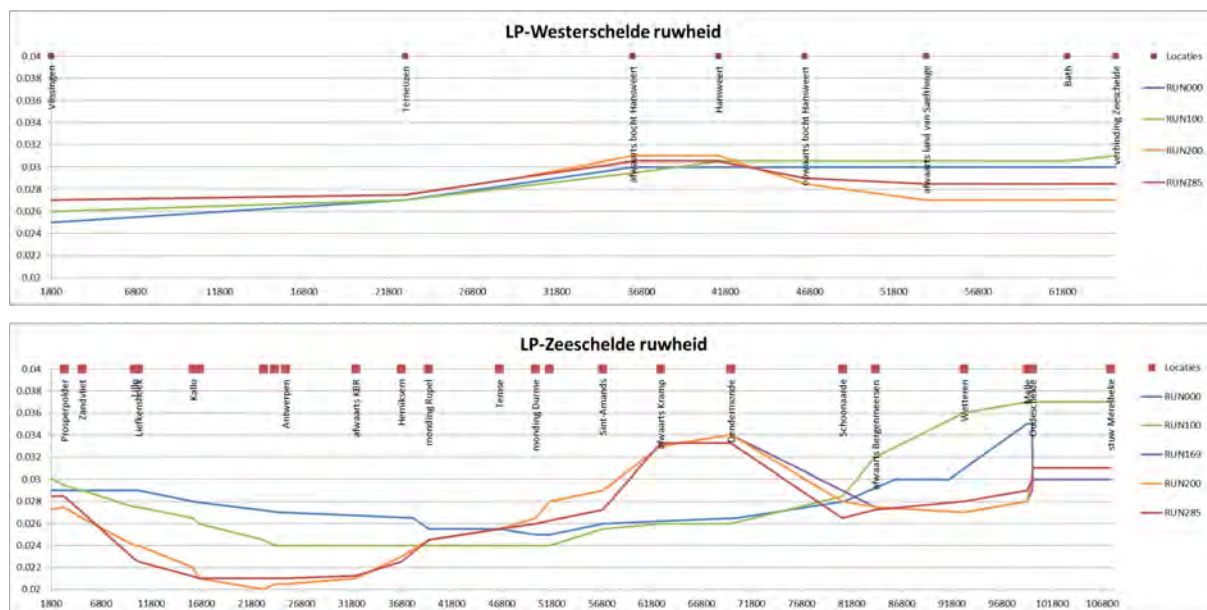 LP-Westerschelde ruwheid
0.04
0.038
0.036
0.034
0.032
0.03
0.028
0.026
0.024
0.022
0.02
1800
6800
11800
16800
21800
26800
31800
36800
41800
46800
51800
56800
61800
Vlissingen
Terneuzen
afwaarts bocht Hansweert
Hansweert
afwaarts bocht Hansweert
afwaarts land van Saeftinge
Bath
verbinding Zeeschelde
Locaties
RUN000
RUN100
RUN200
RUN285
LP-Zeeschelde ruwheid
0.04
0.038
0.036
0.034
0.032
0.03
0.028
0.026
0.024
0.022
0.02
1800
6800
11800
16800
21800
26800
31800
36800
41800
46800
51800
56800
61800
66800
71800
76800
81800
86800
91800
96800
101800
106800
Prosperpolder
Zandvliet
Lillo
Liefkenshoek
Kallo
Antwerpen
afwaarts KBR
Hemiksem
monding Rupel
Temse
monding Durme
Sint-Amands
afwaarts Kramp
Dendermonde
Schoonaarde
afwaarts Bergenmeersen
Wetteren
Melle
stuw Merelbeke
Locaties
RUN000
RUN100
RUN169
RUN200
RUN285